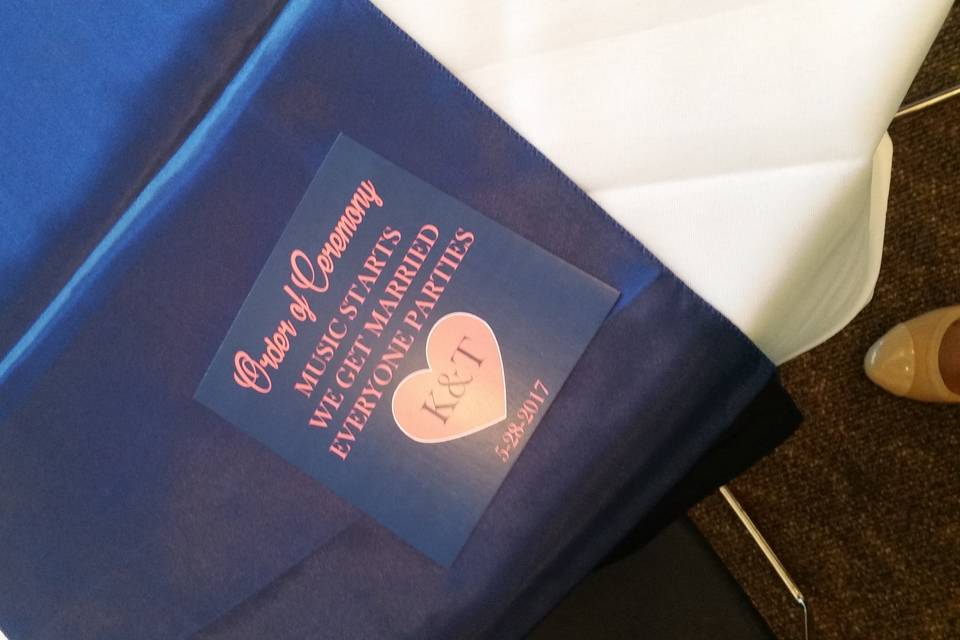 Order of Ceremony
MUSIC STARTS
WE GET MARRIED
EVERYONE PARTIES
K&T
5-28-2017